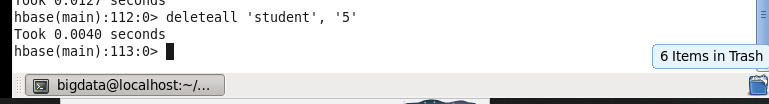 Took 0.0127 seconds
hbase(main):112:0> deleteall 'student', '5'
Took 0.0040 seconds
hbase(main):113:0>
6 Items in Trash
bigdata@localhost:~/...